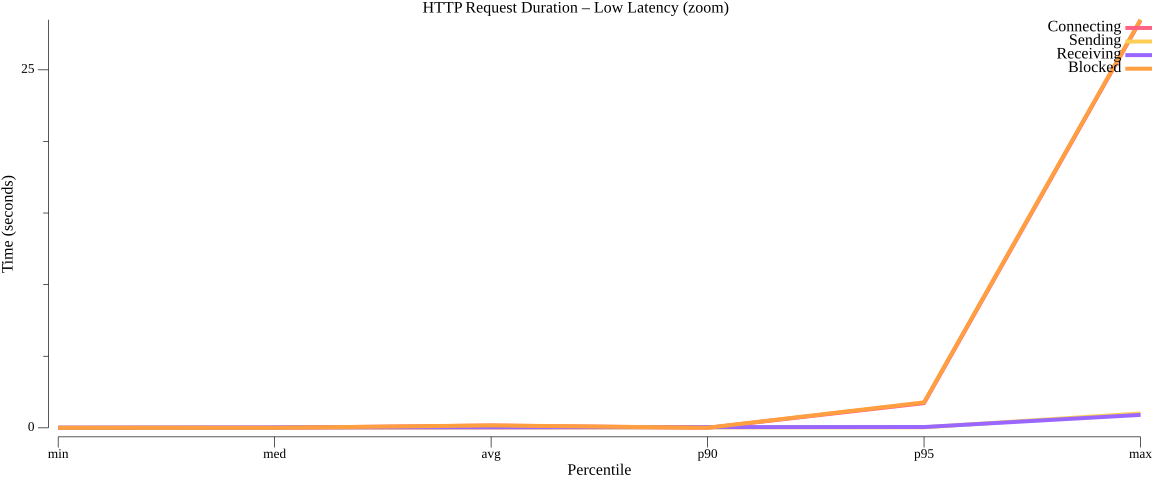 HTTP Request Duration – Low Latency (zoom)
Connecting
Sending
Receiving
Blocked
25
0
Time (seconds)
min med avg p90 p95 max
Percentile